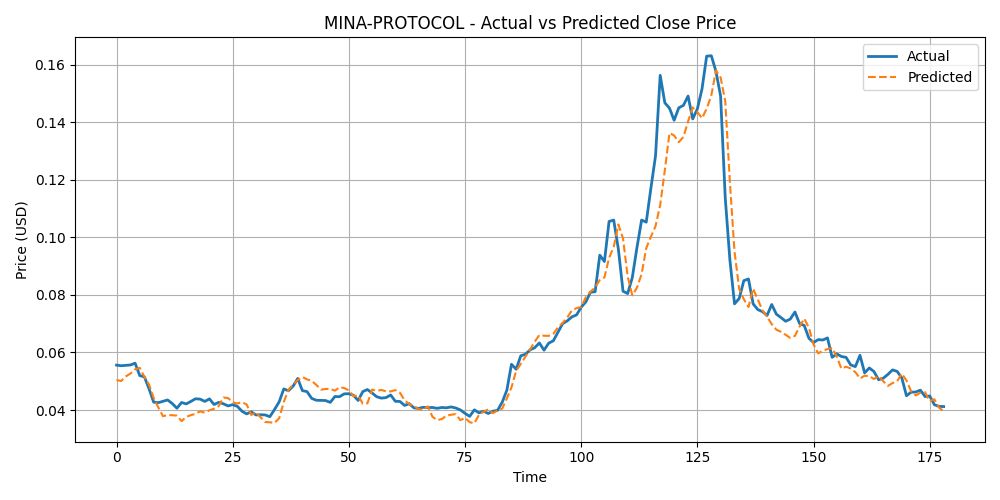 MINA-PROTOCOL - Actual vs Predicted Close Price
Actual
Predicted
Price (USD)
0.16
0.14
0.12
0.10
0.08
0.06
0.04
0 25 50 75 100 125 150 175
Time